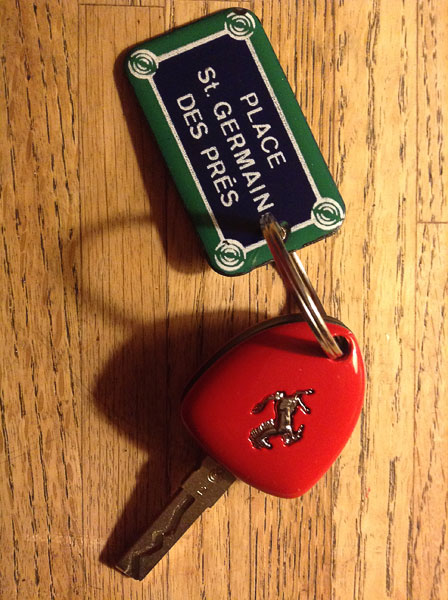 PLACE
St. GERMAIN
DES PRÉS